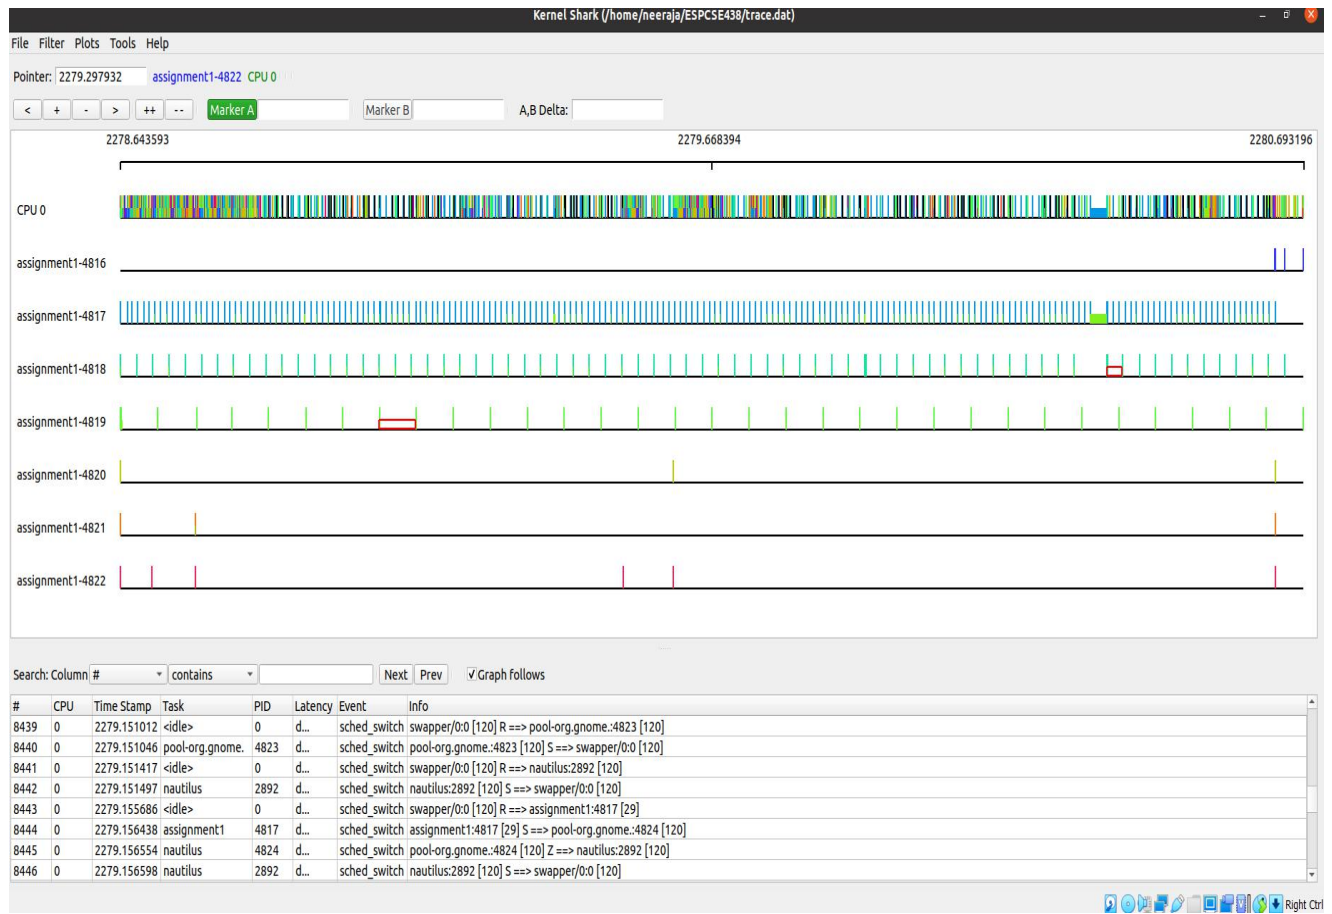 Kernel Shark (/home/neeraja/ESPCSE438/trace.dat)
File Filter Plots Tools Help
Pointer: 2279.297932 assignment1-4822 CPU 0
< + - > ++ -- Marker A Marker B A,B Delta:
2278.643593 2279.668394 2280.693196
CPU 0
assignment1-4816
assignment1-4817
assignment1-4818
assignment1-4819
assignment1-4820
assignment1-4821
assignment1-4822
Search: Column # contains Next Prev Graph follows
# CPU Time Stamp Task PID Latency Event Info
8439 0 2279.151012 <idle> 0 d... sched_switch swapper/0:0 [120] R ==> pool-org.gnome.:4823 [120]
8440 0 2279.151046 pool-org.gnome. 4823 d... sched_switch pool-org.gnome.:4823 [120] S ==> swapper/0:0 [120]
8441 0 2279.151417 <idle> 0 d... sched_switch swapper/0:0 [120] R ==> nautilus:2892 [120]
8442 0 2279.151497 nautilus 2892 d... sched_switch nautilus:2892 [120] S ==> swapper/0:0 [120]
8443 0 2279.155686 <idle> 0 d... sched_switch swapper/0:0 [120] R ==> assignment1:4817 [29]
8444 0 2279.156438 assignment1 4817 d... sched_switch assignment1:4817 [29] S ==> pool-org.gnome.:4824 [120]
8445 0 2279.156554 nautilus 4824 d... sched_switch pool-org.gnome.:4824 [120] Z ==> nautilus:2892 [120]
8446 0 2279.156598 nautilus 2892 d... sched_switch nautilus:2892 [120] S ==> swapper/0:0 [120]
Right Ctrl